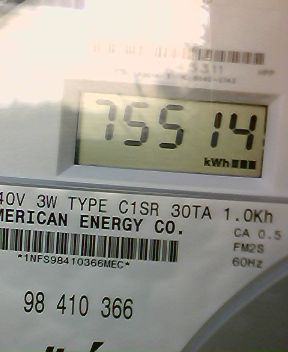 75514
kWh
40V 3W TYPE C1SR 30TA 1.0Kh
MERICAN ENERGY CO.
CA 0.5
*1NFS98410366MEC*
FM2S
60Hz
98 410 366